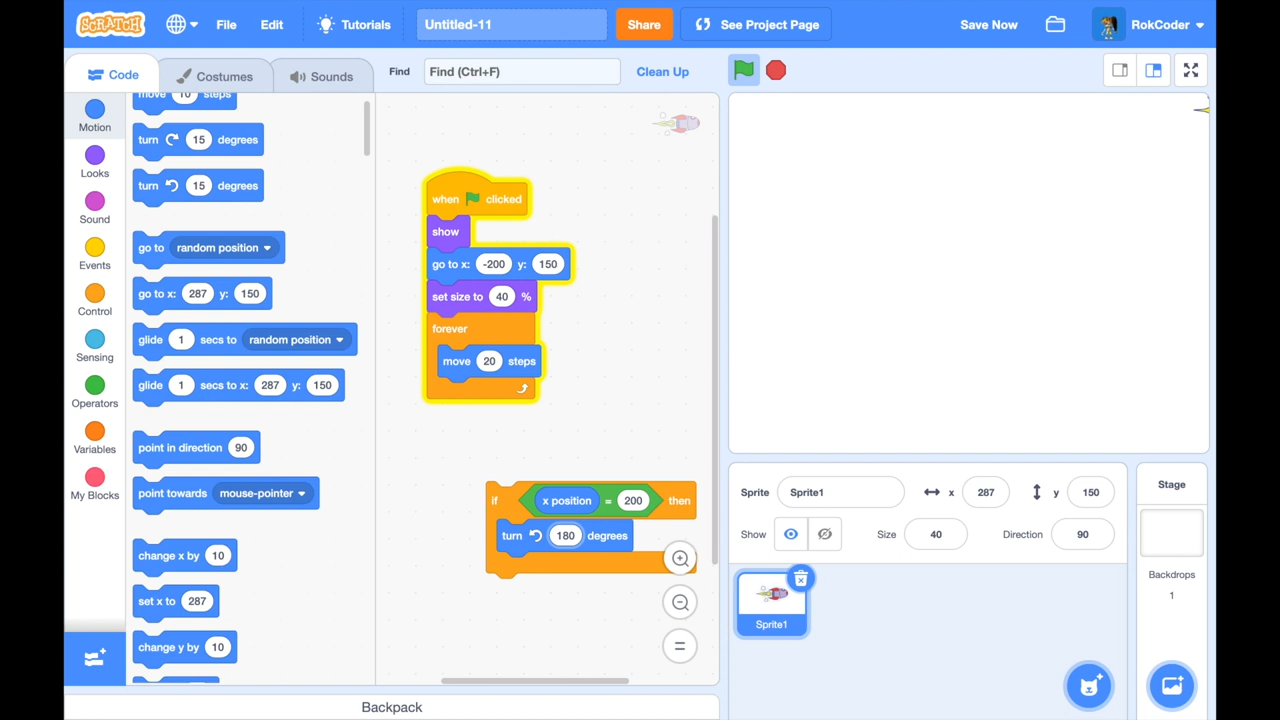 SCRATCH File Edit Tutorials Untitled-11 Share See Project Page Save Now RokCoder
Code Costumes Sounds Find Find (Ctrl+F) Clean Up
Motion
Looks
Sound
Events
Control
Sensing
Operators
Variables
My Blocks
move 10 steps
turn 15 degrees
turn 15 degrees
go to random position
go to x: 287 y: 150
glide 1 secs to random position
glide 1 secs to x: 287 y: 150
point in direction 90
point towards mouse-pointer
change x by 10
set x to 287
change y by 10
when clicked
show
go to x: -200 y: 150
set size to 40 %
forever
move 20 steps
if x position = 200 then
turn 180 degrees
Sprite Sprite1 x 287 y 150
Show Size 40 Direction 90
Sprite1
Stage
Backdrops
1
Backpack